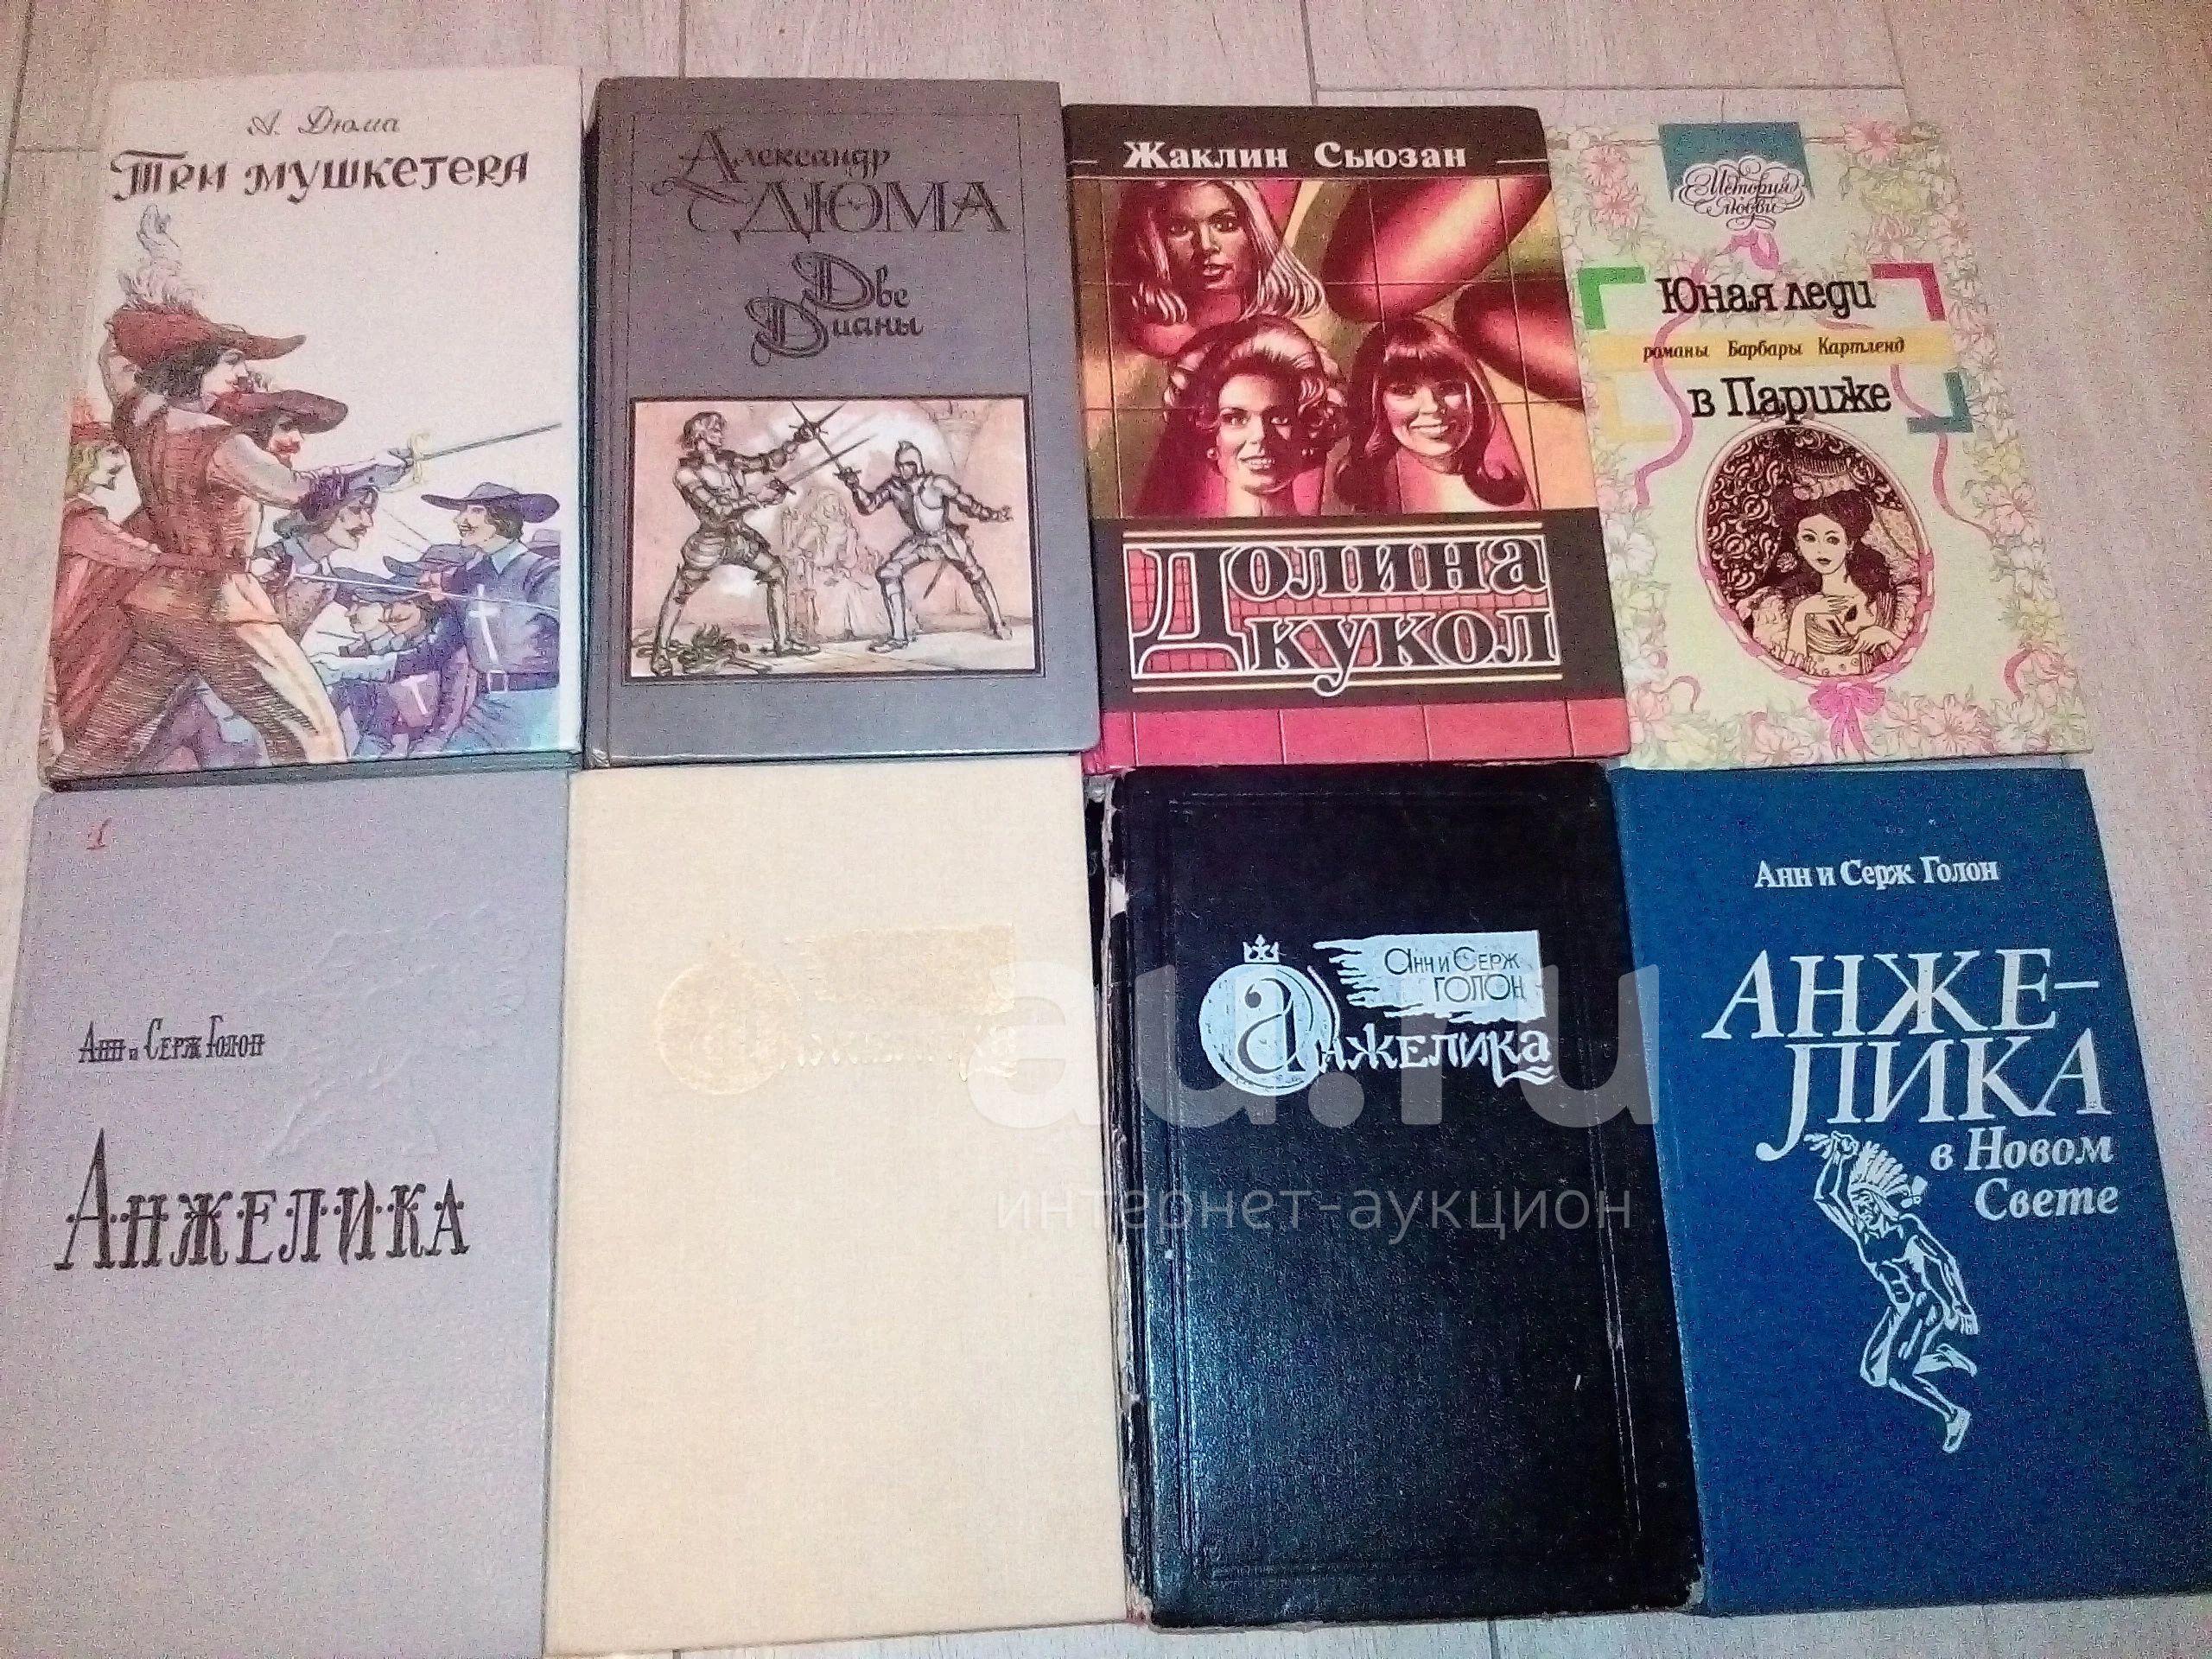 А. Дюма
Три мушкетера
Александр
ДЮМА
Две
Дианы
Жаклин Сьюзан
Долина
кукол
История
любви
Юная леди
романы Барбары Картленд
в Париже
1
Анн и Серж Голон
Анжелика
Анн и Серж
Голон
Анжелика
Анн и Серж Голон
АНЖЕ-
ЛИКА
в Новом
Свете
au.ru
интернет-аукцион